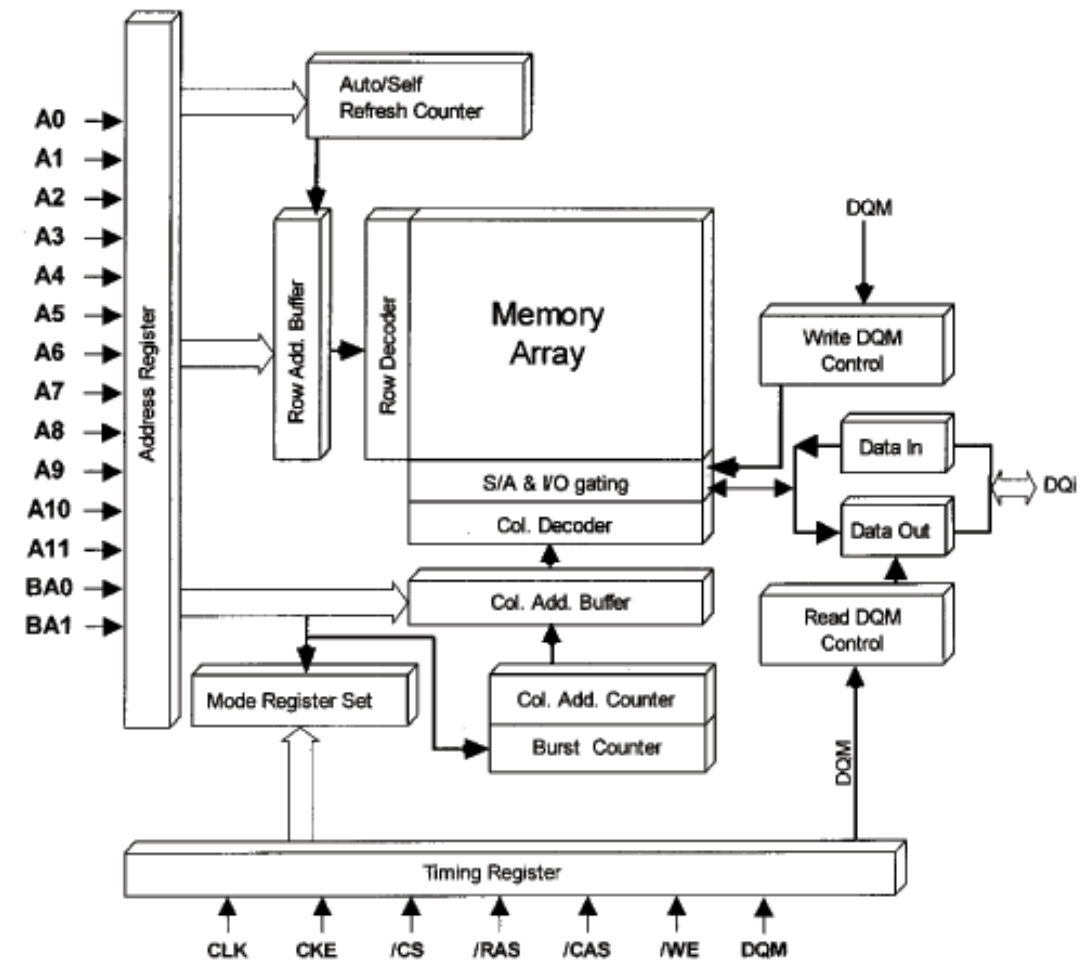 Auto/Self
Refresh Counter
A0
A1
A2
A3
A4
A5
A6
A7
A8
A9
A10
A11
BA0
BA1
Address Register
Row Add. Buffer
Row Decoder
Memory
Array
S/A & I/O gating
Col. Decoder
Col. Add. Buffer
Col. Add. Counter
Burst Counter
Mode Register Set
DQM
Write DQM
Control
Data In
Data Out
DQi
Read DQM
Control
DQM
Timing Register
CLK
CKE
/CS
/RAS
/CAS
/WE
DQM